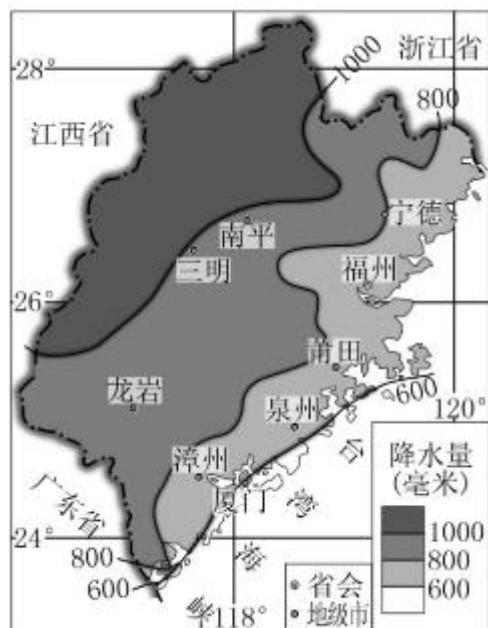 28°
1000
浙江省
800
江西省
宁德
南平
三明
福州
26°
莆田
600
龙岩
泉州
120°
台
漳州
厦门
湾
广东省
海
24°
800
600
峡
118°
降水量
(毫米)
1000
800
600
省会
地级市